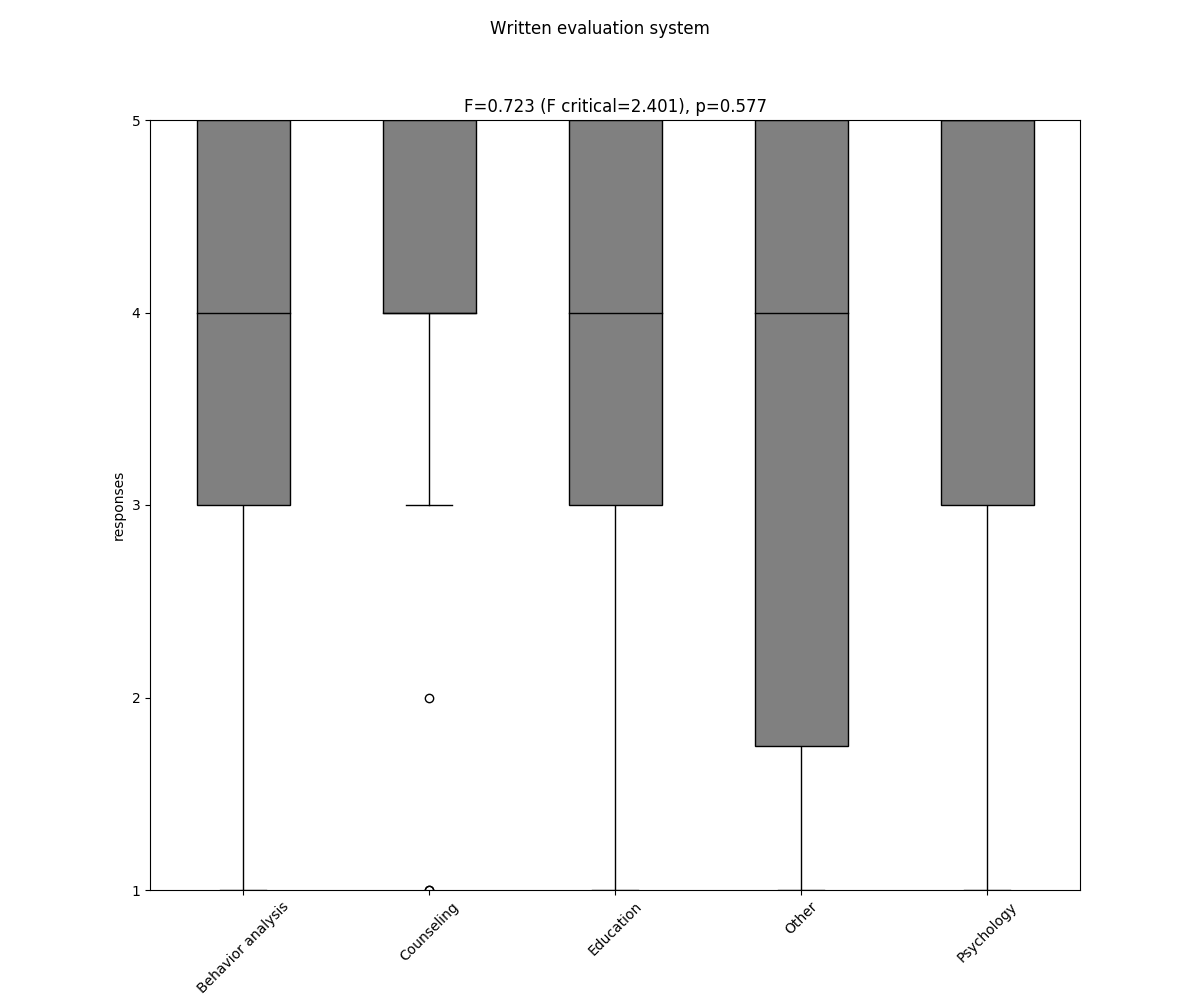 Written evaluation system
F=0.723 (F critical=2.401), p=0.577
5
4
3
2
1
responses
Behavior analysis
Counseling
Education
Other
Psychology